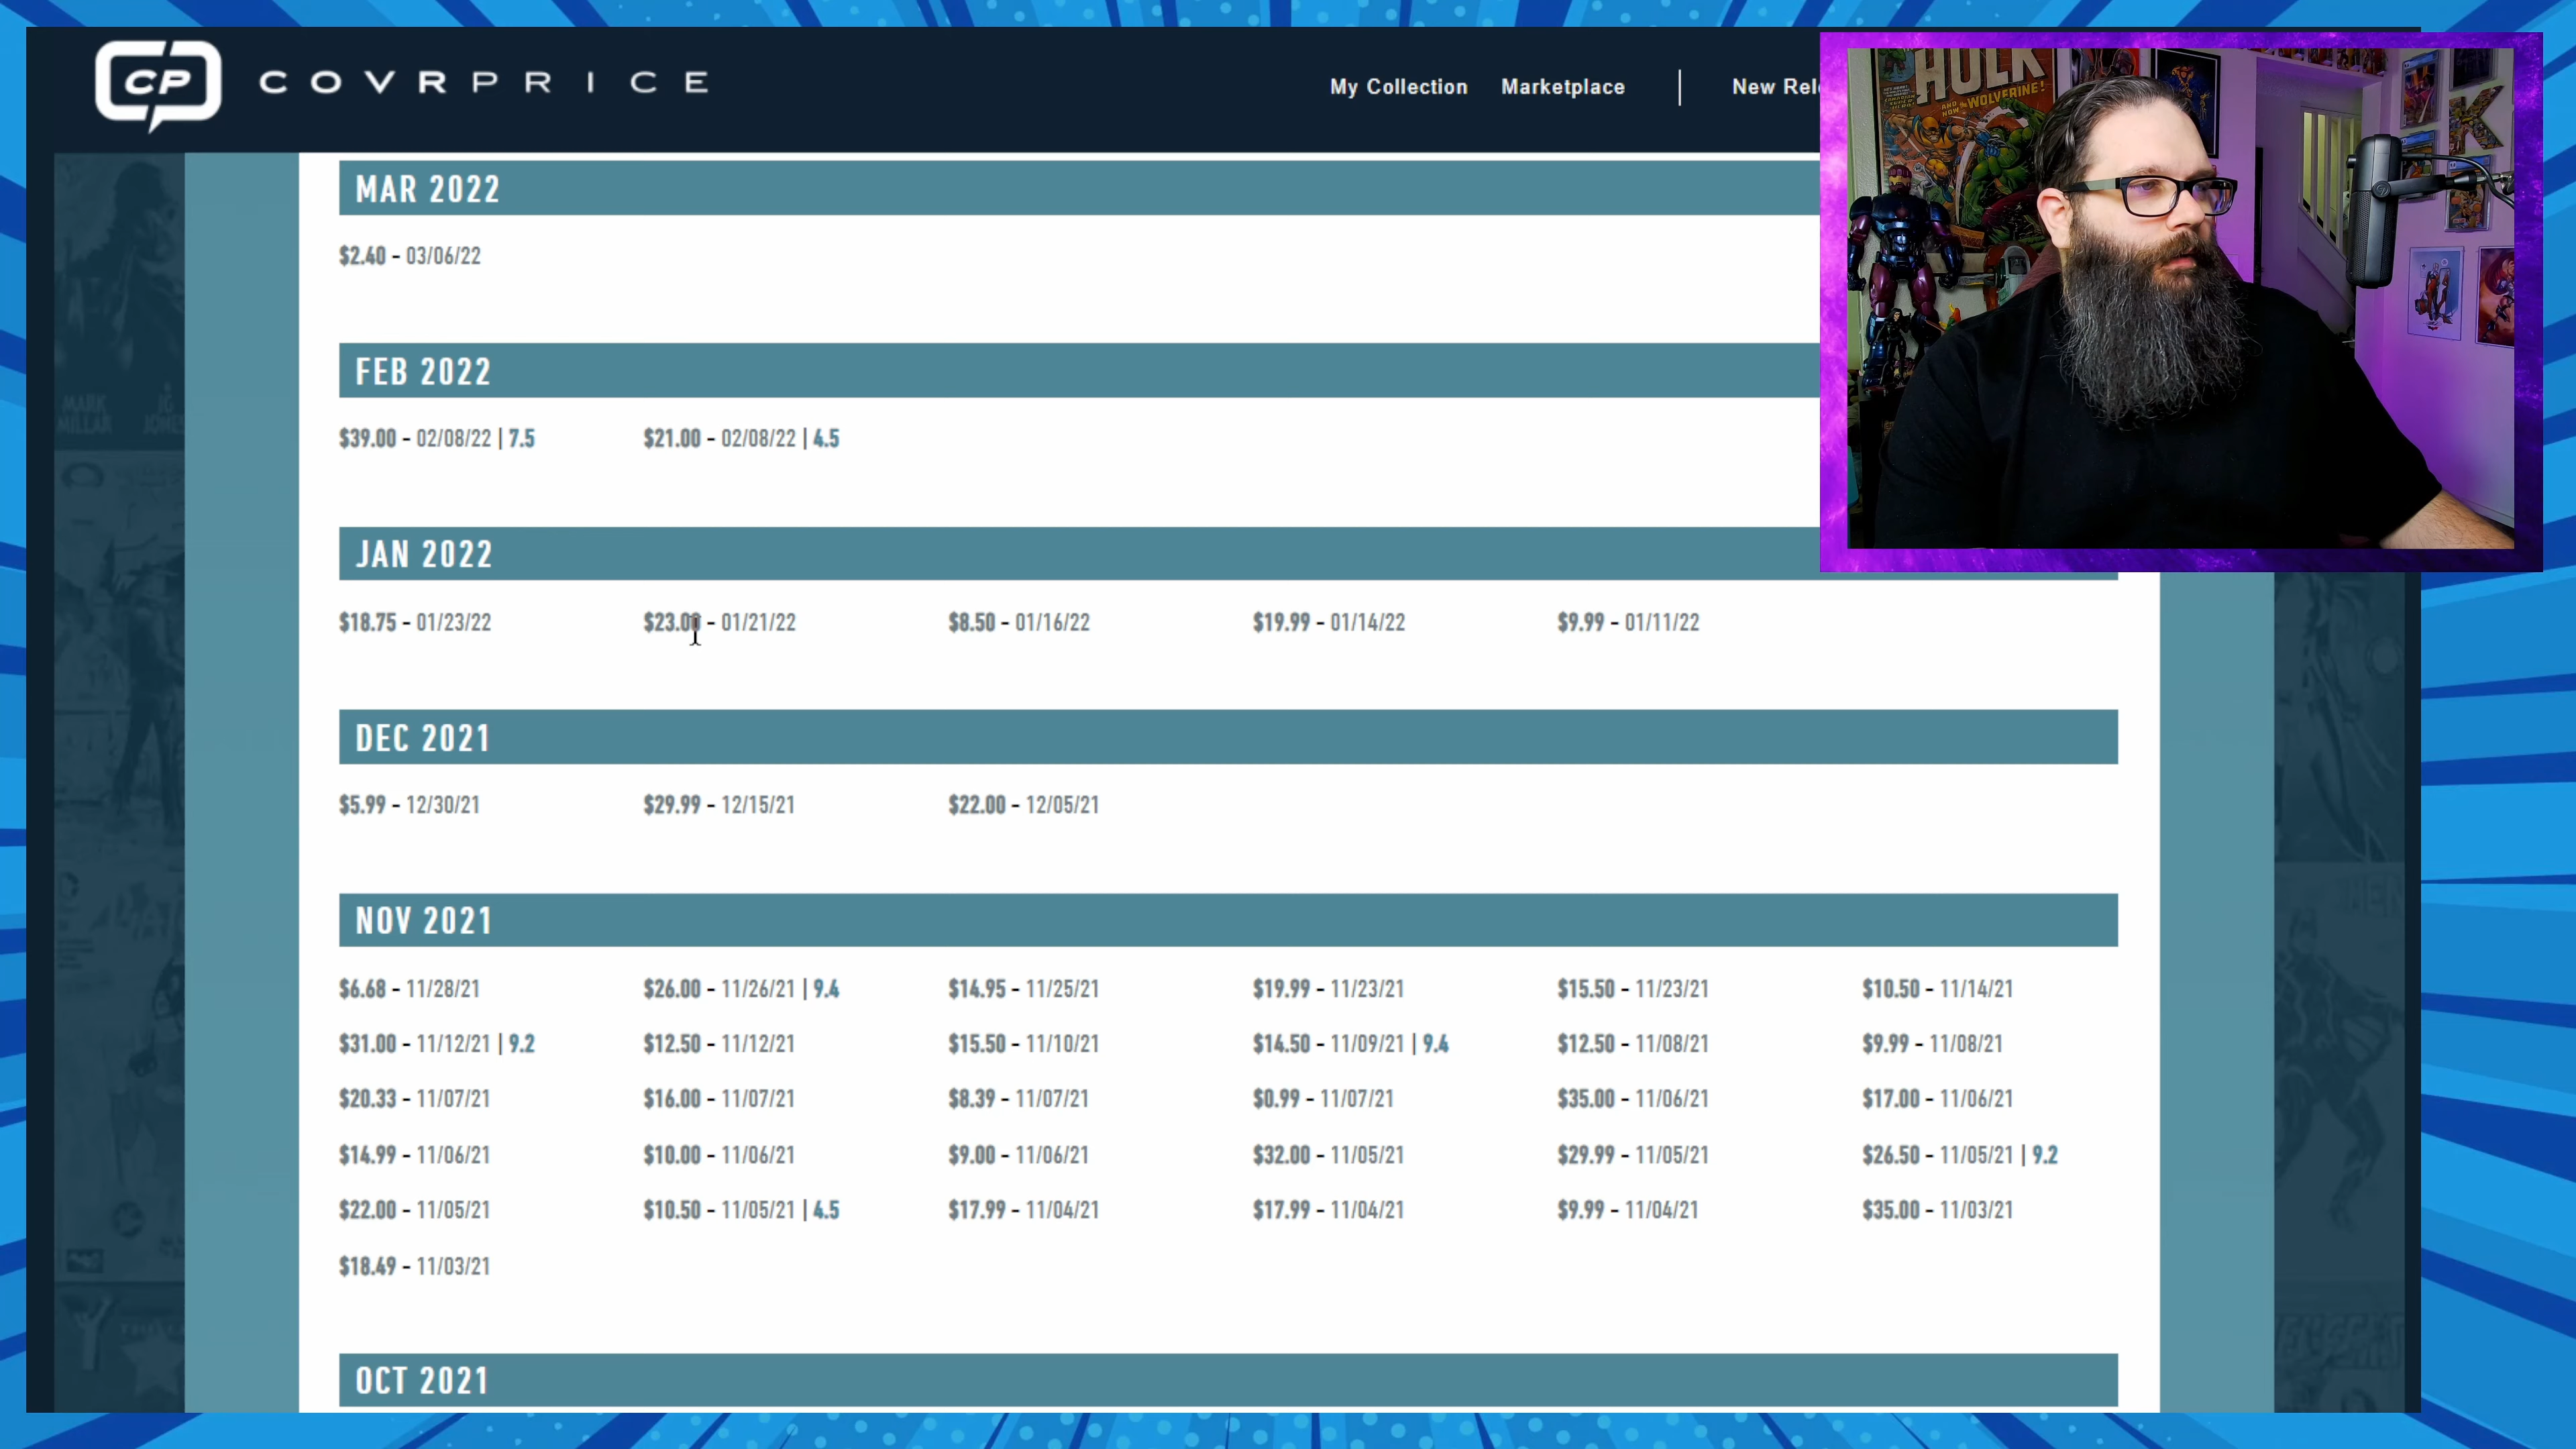 CP COVRPRICE
My Collection Marketplace | New Rel
MAR 2022
$2.40 - 03/06/22
FEB 2022
$39.00 - 02/08/22 | 7.5 $21.00 - 02/08/22 | 4.5
JAN 2022
$18.75 - 01/23/22 $23.00 - 01/21/22 $8.50 - 01/16/22 $19.99 - 01/14/22 $9.99 - 01/11/22
DEC 2021
$5.99 - 12/30/21 $29.99 - 12/15/21 $22.00 - 12/05/21
NOV 2021
$6.68 - 11/28/21 $26.00 - 11/26/21 | 9.4 $14.95 - 11/25/21 $19.99 - 11/23/21 $15.50 - 11/23/21 $10.50 - 11/14/21
$31.00 - 11/12/21 | 9.2 $12.50 - 11/12/21 $15.50 - 11/10/21 $14.50 - 11/09/21 | 9.4 $12.50 - 11/08/21 $9.99 - 11/08/21
$20.33 - 11/07/21 $16.00 - 11/07/21 $8.39 - 11/07/21 $0.99 - 11/07/21 $35.00 - 11/06/21 $17.00 - 11/06/21
$14.99 - 11/06/21 $10.00 - 11/06/21 $9.00 - 11/06/21 $32.00 - 11/05/21 $29.99 - 11/05/21 $26.50 - 11/05/21 | 9.2
$22.00 - 11/05/21 $10.50 - 11/05/21 | 4.5 $17.99 - 11/04/21 $17.99 - 11/04/21 $9.99 - 11/04/21 $35.00 - 11/03/21
$18.49 - 11/03/21
OCT 2021
HULK
AND
NOW WOLVERINE!
K
MARK JG
MILLAR JONES